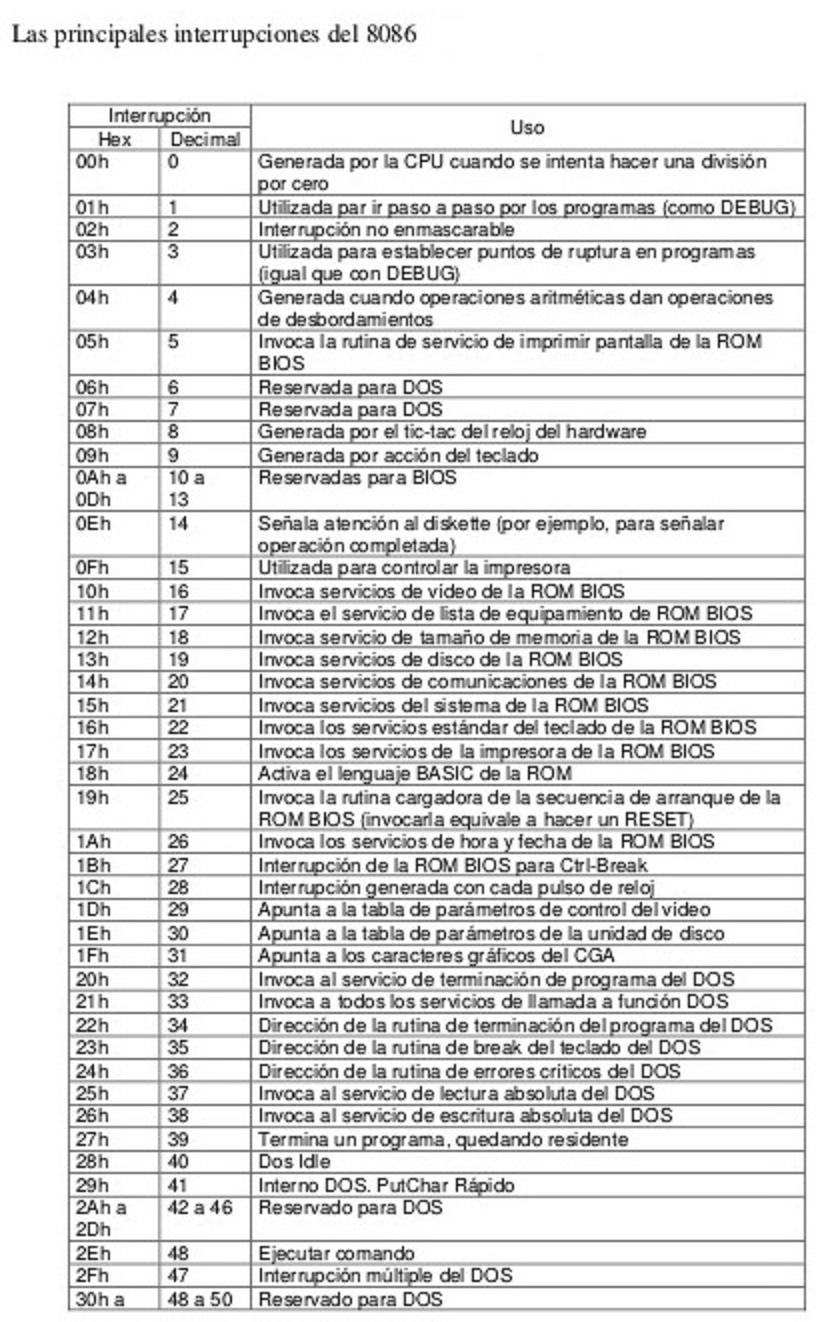 Las principales interrupciones del 8086
Interrupción
Uso
Hex Decimal
00h 0 Generada por la CPU cuando se intenta hacer una división
por cero
01h 1 Utilizada par ir paso a paso por los programas (como DEBUG)
02h 2 Interrupción no enmascarable
03h 3 Utilizada para establecer puntos de ruptura en programas
(igual que con DEBUG)
04h 4 Generada cuando operaciones aritméticas dan operaciones
de desbordamientos
05h 5 Invoca la rutina de servicio de imprimir pantalla de la ROM
BIOS
06h 6 Reservada para DOS
07h 7 Reservada para DOS
08h 8 Generada por el tic-tac del reloj del hardware
09h 9 Generada por acción del teclado
0Ah a 10 a Reservadas para BIOS
0Dh 13
0Eh 14 Señala atención al diskette (por ejemplo, para señalar
operación completada)
0Fh 15 Utilizada para controlar la impresora
10h 16 Invoca servicios de video de la ROM BIOS
11h 17 Invoca el servicio de lista de equipamiento de ROM BIOS
12h 18 Invoca servicio de tamaño de memoria de la ROM BIOS
13h 19 Invoca servicios de disco de la ROM BIOS
14h 20 Invoca servicios de comunicaciones de la ROM BIOS
15h 21 Invoca servicios del sistema de la ROM BIOS
16h 22 Invoca los servicios estándar del teclado de la ROM BIOS
17h 23 Invoca los servicios de la impresora de la ROM BIOS
18h 24 Activa el lenguaje BASIC de la ROM
19h 25 Invoca la rutina cargadora de la secuencia de arranque de la
ROM BIOS (invocarla equivale a hacer un RESET)
1Ah 26 Invoca los servicios de hora y fecha de la ROM BIOS
1Bh 27 Interrupción de la ROM BIOS para Ctrl-Break
1Ch 28 Interrupción generada con cada pulso de reloj
1Dh 29 Apunta a la tabla de parámetros de control del video
1Eh 30 Apunta a la tabla de parámetros de la unidad de disco
1Fh 31 Apunta a los caracteres gráficos del CGA
20h 32 Invoca al servicio de terminación de programa del DOS
21h 33 Invoca a todos los servicios de llamada a función DOS
22h 34 Dirección de la rutina de terminación del programa del DOS
23h 35 Dirección de la rutina de break del teclado del DOS
24h 36 Dirección de la rutina de errores criticos del DOS
25h 37 Invoca al servicio de lectura absoluta del DOS
26h 38 Invoca al servicio de escritura absoluta del DOS
27h 39 Termina un programa, quedando residente
28h 40 Dos Idle
29h 41 Interno DOS. PutChar Rápido
2Ah a 42 a 46 Reservado para DOS
2Dh
2Eh 48 Ejecutar comando
2Fh 47 Interrupción múltiple del DOS
30h a 48 a 50 Reservado para DOS